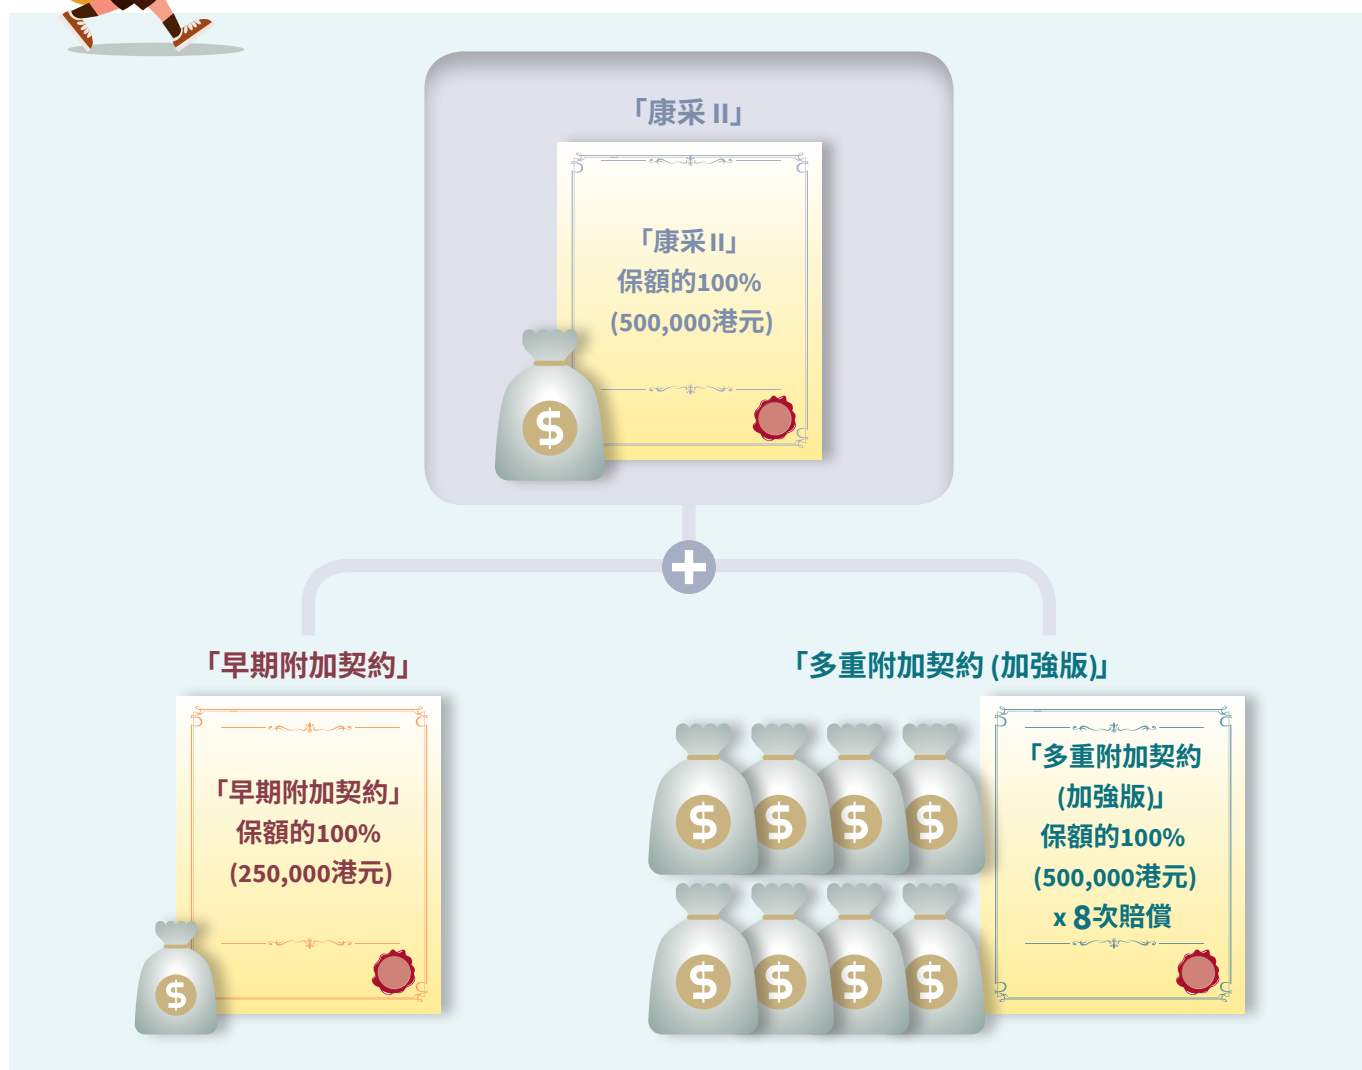 「康采 II」
「康采 II」
保額的100%
(500,000港元)
「早期附加契約」
「早期附加契約」
保額的100%
(250,000港元)
「多重附加契約 (加強版)」
「多重附加契約
(加強版)」
保額的100%
(500,000港元)
x 8次賠償
$
$
$
$
$
$
$
$
$
$